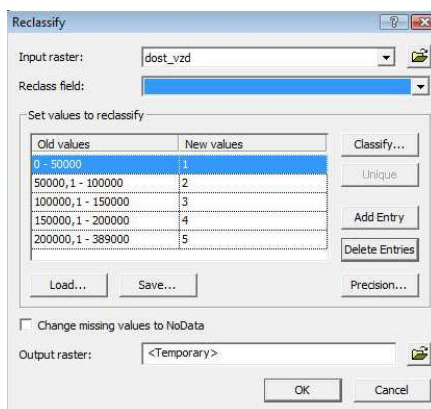 Reclassify
Input raster: dost_vzd
Reclass field:
Set values to reclassify
Old values New values
0 - 50000 1
50000,1 - 100000 2
100000,1 - 150000 3
150000,1 - 200000 4
200000,1 - 389000 5
Classify...
Unique
Add Entry
Delete Entries
Load... Save... Precision...
Change missing values to NoData
Output raster: <Temporary>
OK Cancel